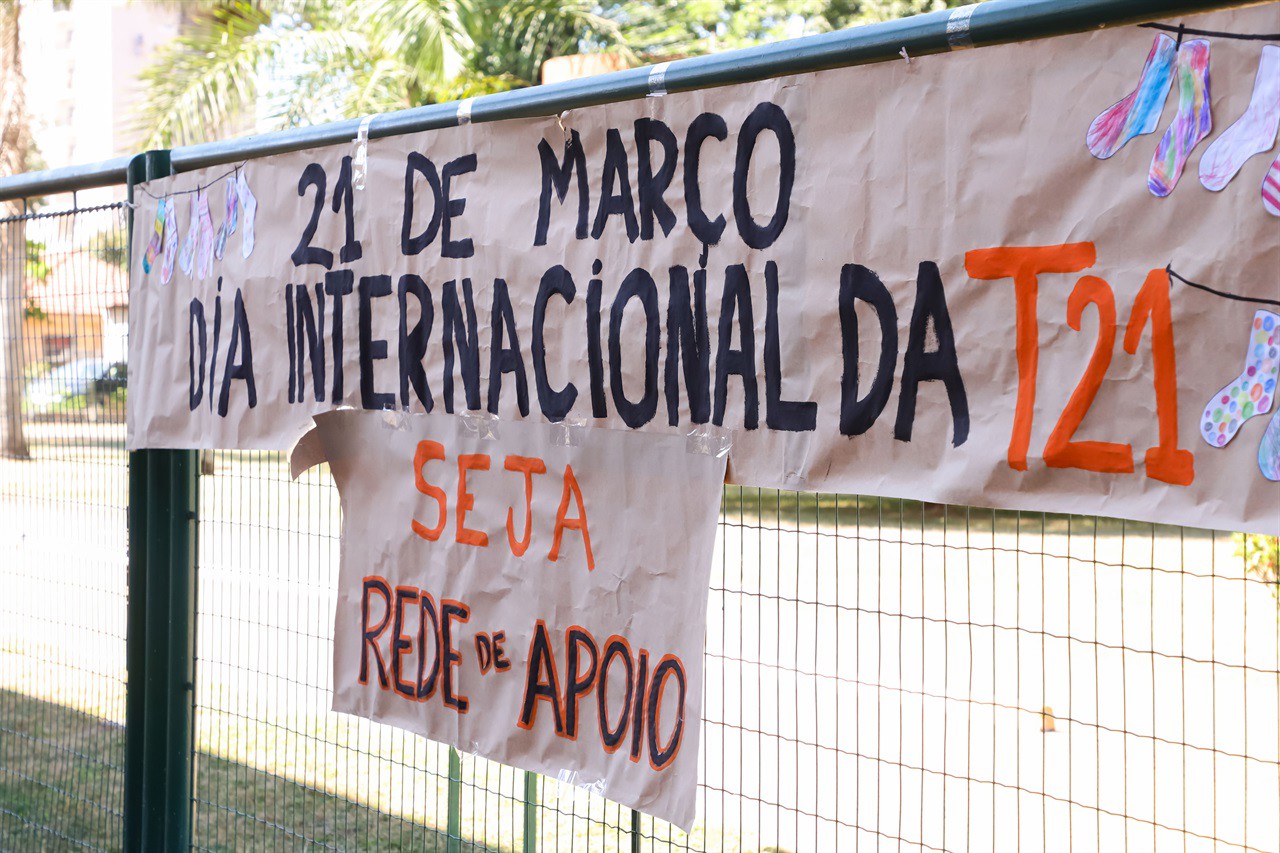 21 DE MARÇO
DIA INTERNACIONAL DA T21
SEJA
REDE DE APOIO